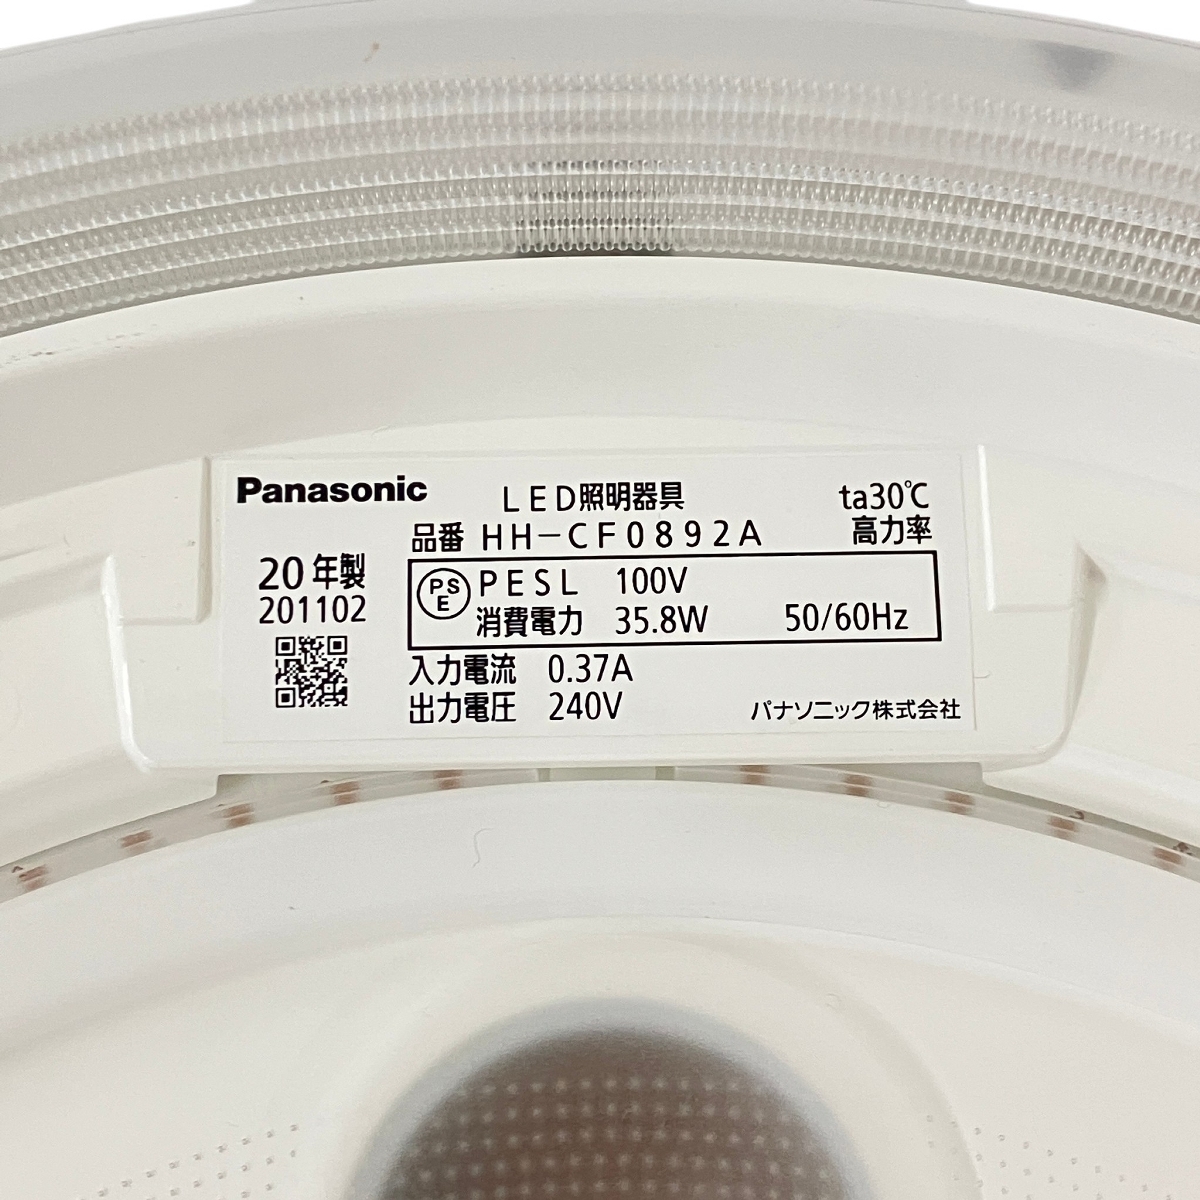 Panasonic LED照明器具 ta30℃
品番 HH-CF0892A 高力率
20年製
201102
PSE PESL 100V
消費電力 35.8W 50/60Hz
入力電流 0.37A
出力電圧 240V パナソニック株式会社